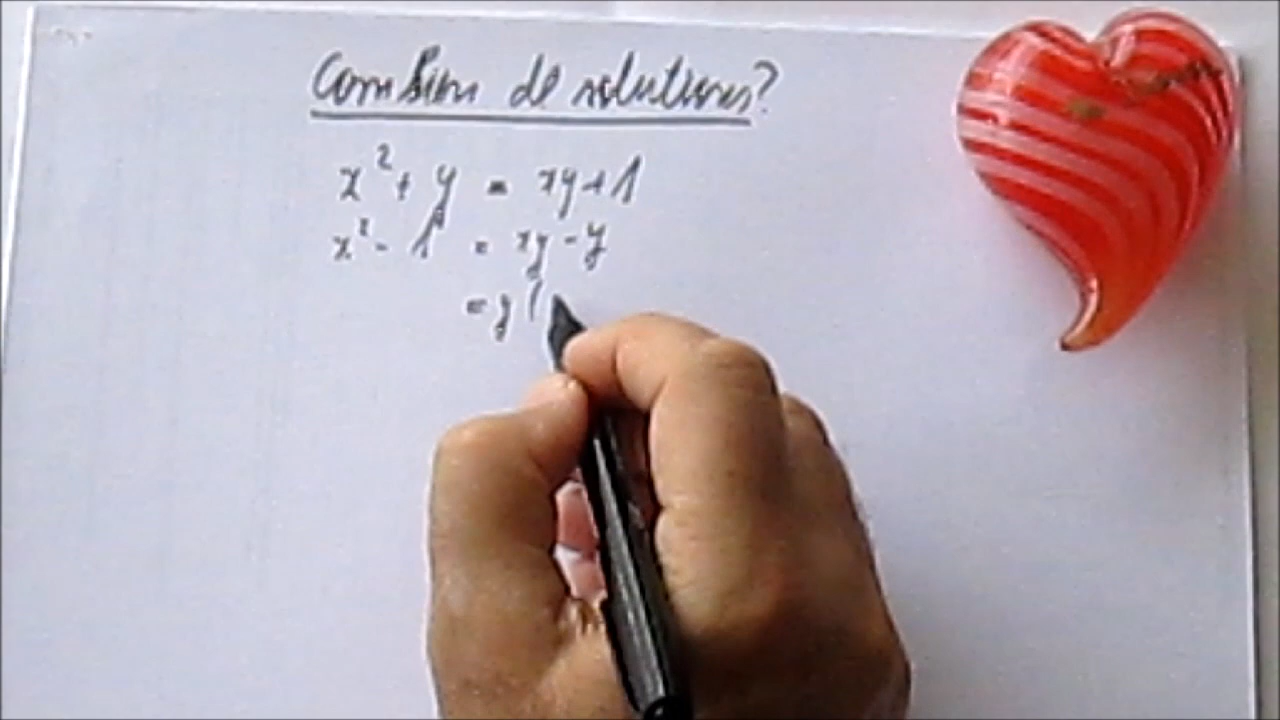 Combien de solutions?
x² + y = xy + 1
x² - 1 = xy - y
= y(